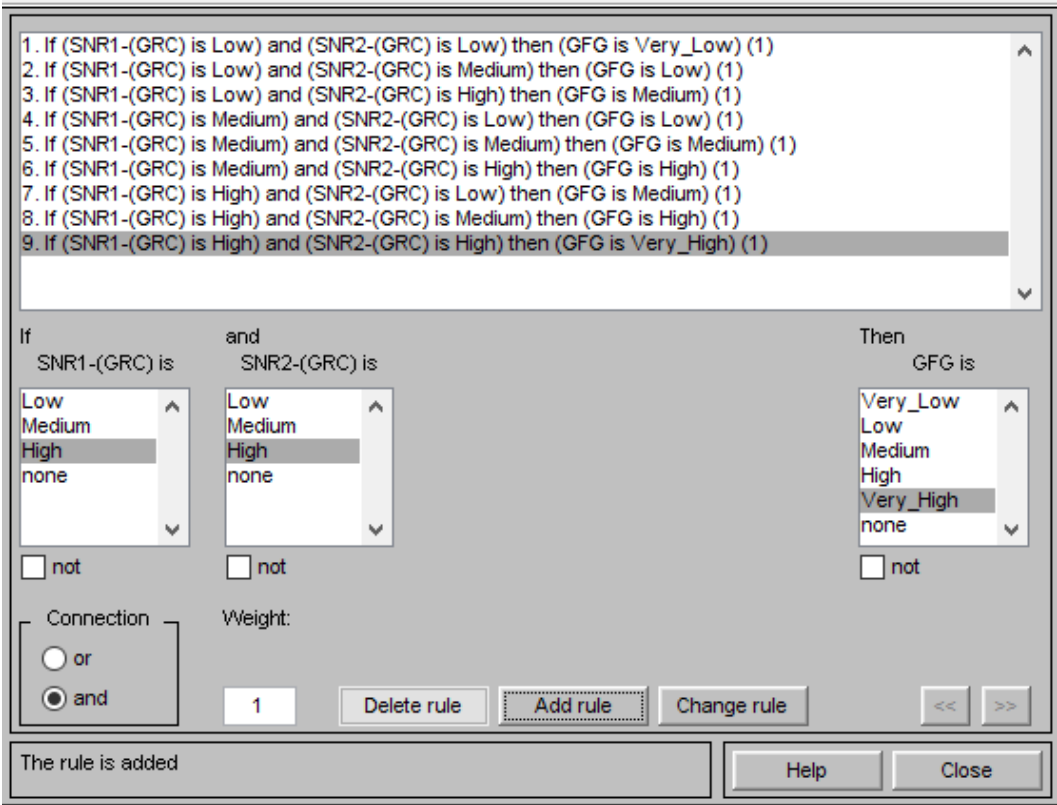 1. If (SNR1-(GRC) is Low) and (SNR2-(GRC) is Low) then (GFG is Very_Low) (1)
2. If (SNR1-(GRC) is Low) and (SNR2-(GRC) is Medium) then (GFG is Low) (1)
3. If (SNR1-(GRC) is Low) and (SNR2-(GRC) is High) then (GFG is Medium) (1)
4. If (SNR1-(GRC) is Medium) and (SNR2-(GRC) is Low) then (GFG is Low) (1)
5. If (SNR1-(GRC) is Medium) and (SNR2-(GRC) is Medium) then (GFG is Medium) (1)
6. If (SNR1-(GRC) is Medium) and (SNR2-(GRC) is High) then (GFG is High) (1)
7. If (SNR1-(GRC) is High) and (SNR2-(GRC) is Low) then (GFG is Medium) (1)
8. If (SNR1-(GRC) is High) and (SNR2-(GRC) is Medium) then (GFG is High) (1)
9. If (SNR1-(GRC) is High) and (SNR2-(GRC) is High) then (GFG is Very_High) (1)
If
SNR1-(GRC) is
Low
Medium
High
none
not
and
SNR2-(GRC) is
Low
Medium
High
none
not
Then
GFG is
Very_Low
Low
Medium
High
Very_High
none
not
Connection
or
and
Weight:
1
Delete rule
Add rule
Change rule
<<
>>
The rule is added
Help
Close